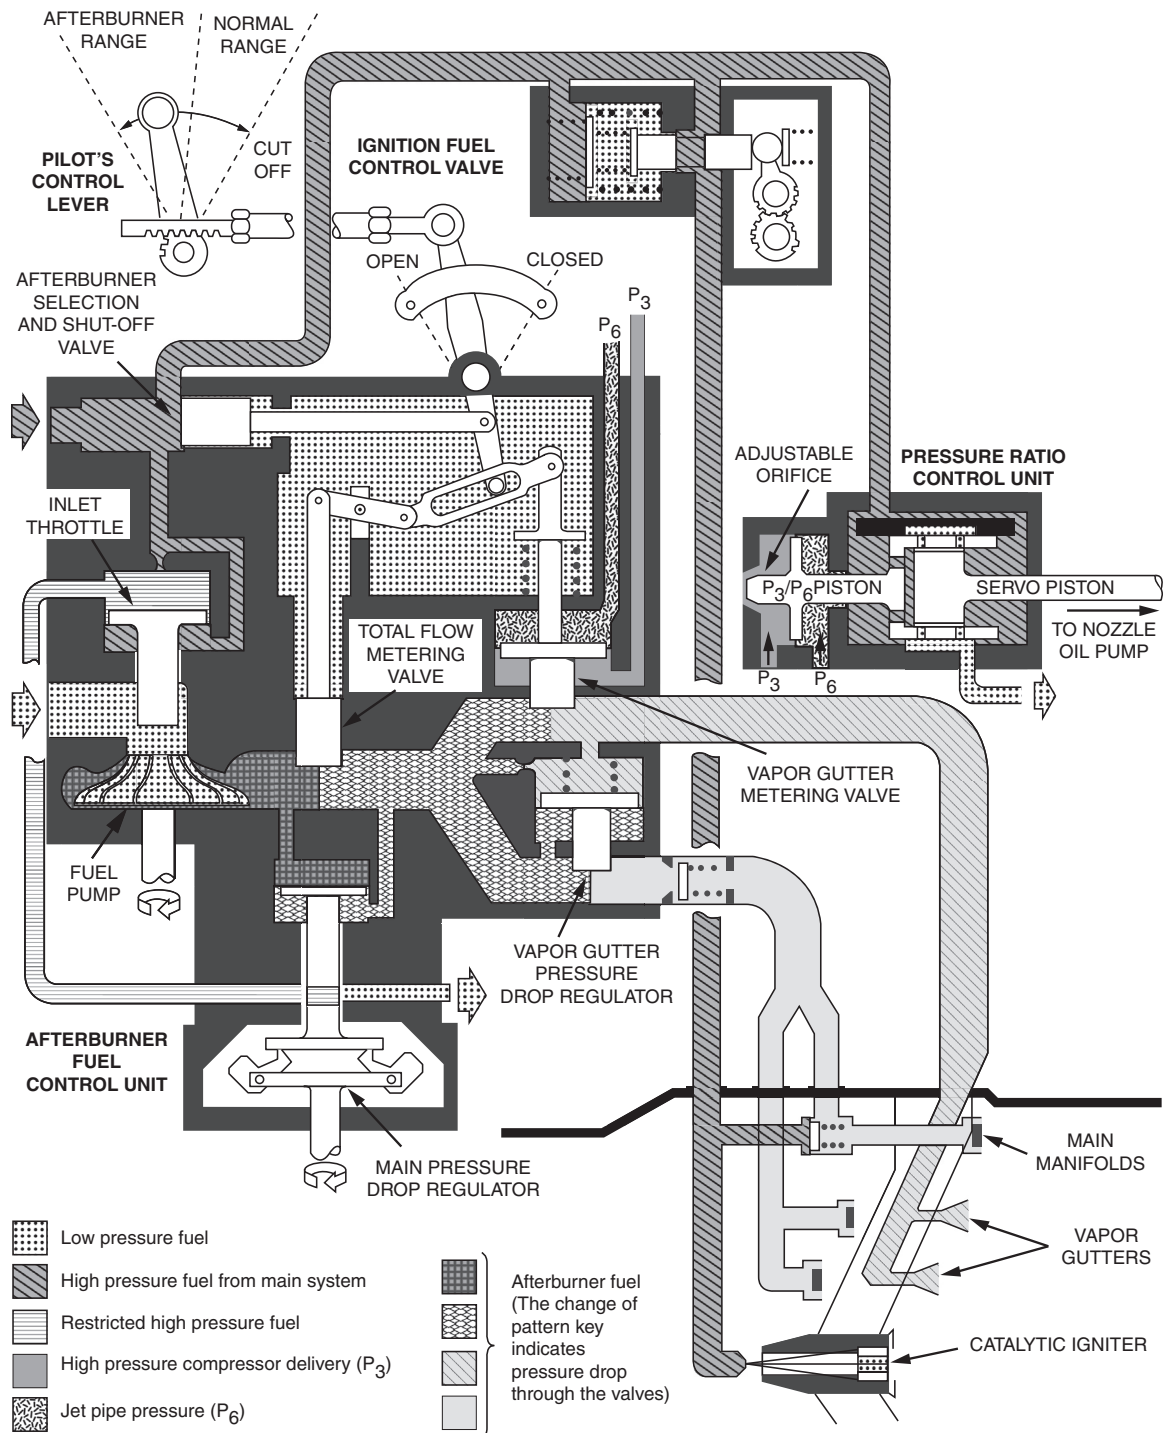 AFTERBURNER
RANGE
NORMAL
RANGE
CUT
OFF
PILOT'S
CONTROL
LEVER
IGNITION FUEL
CONTROL VALVE
OPEN
CLOSED
AFTERBURNER
SELECTION
AND SHUT-OFF
VALVE
P3
P6
INLET
THROTTLE
ADJUSTABLE
ORIFICE
PRESSURE RATIO
CONTROL UNIT
P3/P6 PISTON
SERVO PISTON
TO NOZZLE
OIL PUMP
P3
P6
TOTAL FLOW
METERING
VALVE
VAPOR GUTTER
METERING VALVE
FUEL
PUMP
VAPOR GUTTER
PRESSURE
DROP REGULATOR
AFTERBURNER
FUEL
CONTROL UNIT
MAIN PRESSURE
DROP REGULATOR
MAIN
MANIFOLDS
VAPOR
GUTTERS
CATALYTIC IGNITER
Low pressure fuel
High pressure fuel from main system
Restricted high pressure fuel
High pressure compressor delivery (P3)
Jet pipe pressure (P6)
Afterburner fuel
(The change of
pattern key
indicates
pressure drop
through the valves)